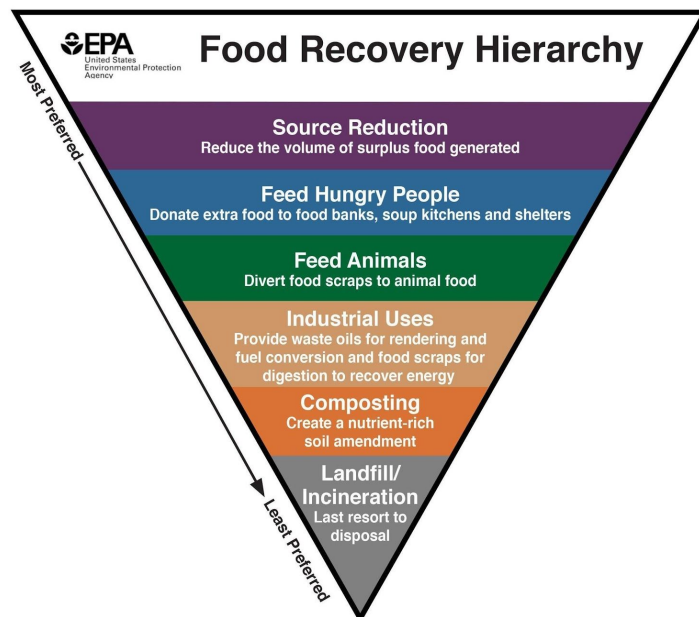 EPA
United States
Environmental Protection
Agency
Food Recovery Hierarchy
Most Preferred
Source Reduction
Reduce the volume of surplus food generated
Feed Hungry People
Donate extra food to food banks, soup kitchens and shelters
Feed Animals
Divert food scraps to animal food
Industrial Uses
Provide waste oils for rendering and
fuel conversion and food scraps for
digestion to recover energy
Composting
Create a nutrient-rich
soil amendment
Landfill/
Incineration
Last resort to
disposal
Least Preferred